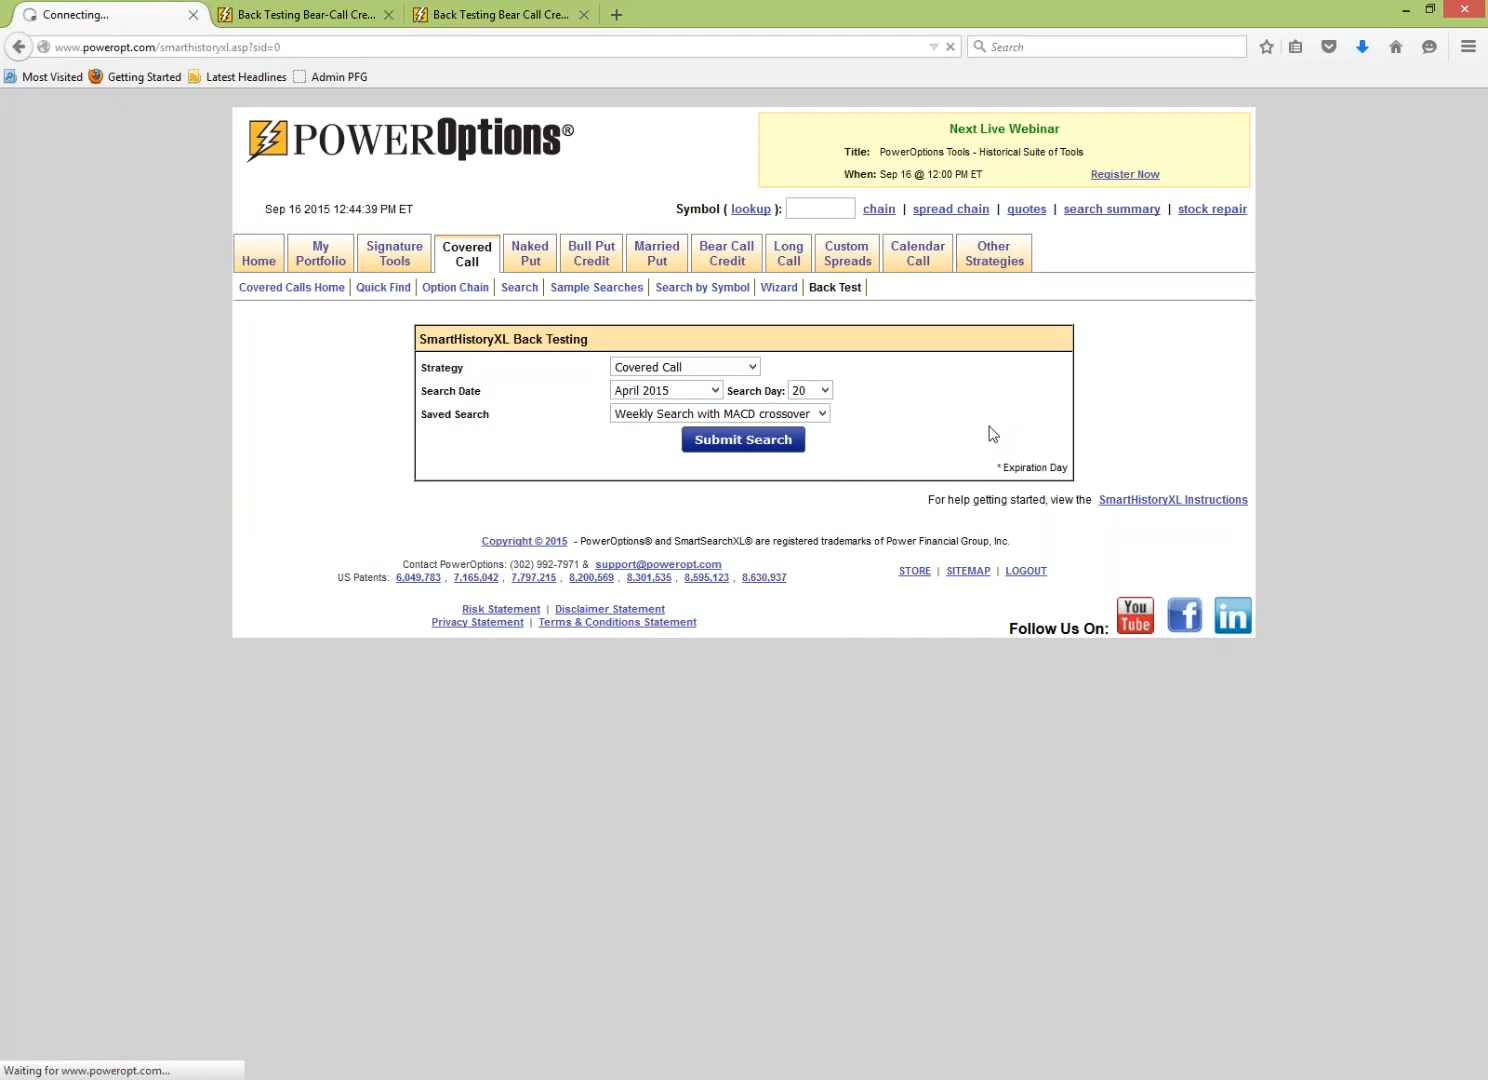 Connecting...
Back Testing Bear-Call Cre...
Back Testing Bear Call Cre...
www.poweropt.com/smarthistoryxl.asp?sid=0
Search
Most Visited Getting Started Latest Headlines Admin PFG
POWEROptions®
Next Live Webinar
Title: PowerOptions Tools - Historical Suite of Tools
When: Sep 16 @ 12:00 PM ET Register Now
Sep 16 2015 12:44:39 PM ET
Symbol ( lookup ): chain | spread chain | quotes | search summary | stock repair
Home
My Portfolio
Signature Tools
Covered Call
Naked Put
Bull Put Credit
Married Put
Bear Call Credit
Long Call
Custom Spreads
Calendar Call
Other Strategies
Covered Calls Home | Quick Find | Option Chain | Search | Sample Searches | Search by Symbol | Wizard | Back Test |
SmartHistoryXL Back Testing
Strategy Covered Call
Search Date April 2015 Search Day: 20
Saved Search Weekly Search with MACD crossover
Submit Search
* Expiration Day
For help getting started, view the SmartHistoryXL Instructions
Copyright © 2015 - PowerOptions® and SmartSearchXL® are registered trademarks of Power Financial Group, Inc.
Contact PowerOptions: (302) 992-7971 & support@poweropt.com
US Patents: 6,049,783 , 7,165,042 , 7,797,215 , 8,200,569 , 8,301,535 , 8,595,123 , 8,630,937
STORE | SITEMAP | LOGOUT
Risk Statement | Disclaimer Statement
Privacy Statement | Terms & Conditions Statement
Follow Us On: You Tube f in
Waiting for www.poweropt.com...